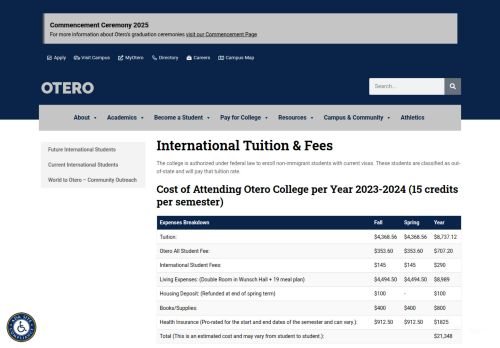 Commencement Ceremony 2025
For more information about Otero's graduation ceremonies visit our Commencement Page
Apply Visit Campus MyOtero Directory Careers Campus Map
OTERO
Search...
About Academics Become a Student Pay for College Resources Campus & Community Athletics
Future International Students
Current International Students
World to Otero – Community Outreach
International Tuition & Fees
The college is authorized under federal law to enroll non-immigrant students with current visas. These students are classified as out-
of-state and will pay that tuition rate.
Cost of Attending Otero College per Year 2023-2024 (15 credits
per semester)
Expenses Breakdown Fall Spring Year
Tuition: $4,368.56 $4,368.56 $8,737.12
Otero All Student Fee: $353.60 $353.60 $707.20
International Student Fees: $145 $145 $290
Living Expenses: (Double Room in Wunsch Hall + 19 meal plan) $4,494.50 $4,494.50 $8,989
Housing Deposit: (Refunded at end of spring term) $100 - $100
Books/Supplies: $400 $400 $800
Health Insurance (Pro-rated for the start and end dates of the semester and can vary.): $912.50 $912.50 $1825
Total (This is an estimated cost and may vary from student to student.): $21,348